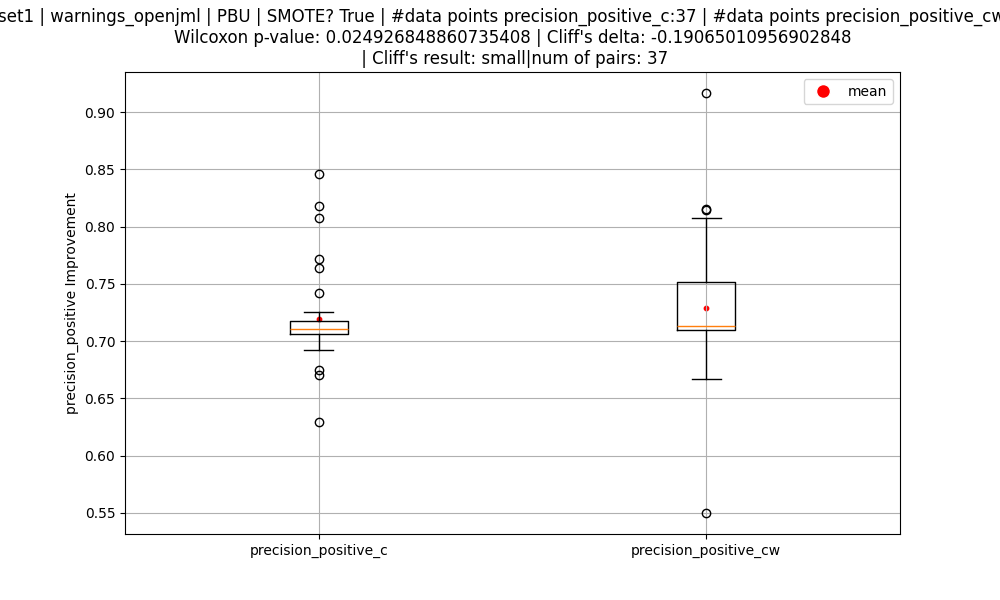 set1 | warnings_openjml | PBU | SMOTE? True | #data points precision_positive_c:37 | #data points precision_positive_cw
Wilcoxon p-value: 0.024926848860735408 | Cliff's delta: -0.19065010956902848
| Cliff's result: small|num of pairs: 37
mean
0.90
0.85
0.80
0.75
0.70
0.65
0.60
0.55
precision_positive Improvement
precision_positive_c
precision_positive_cw